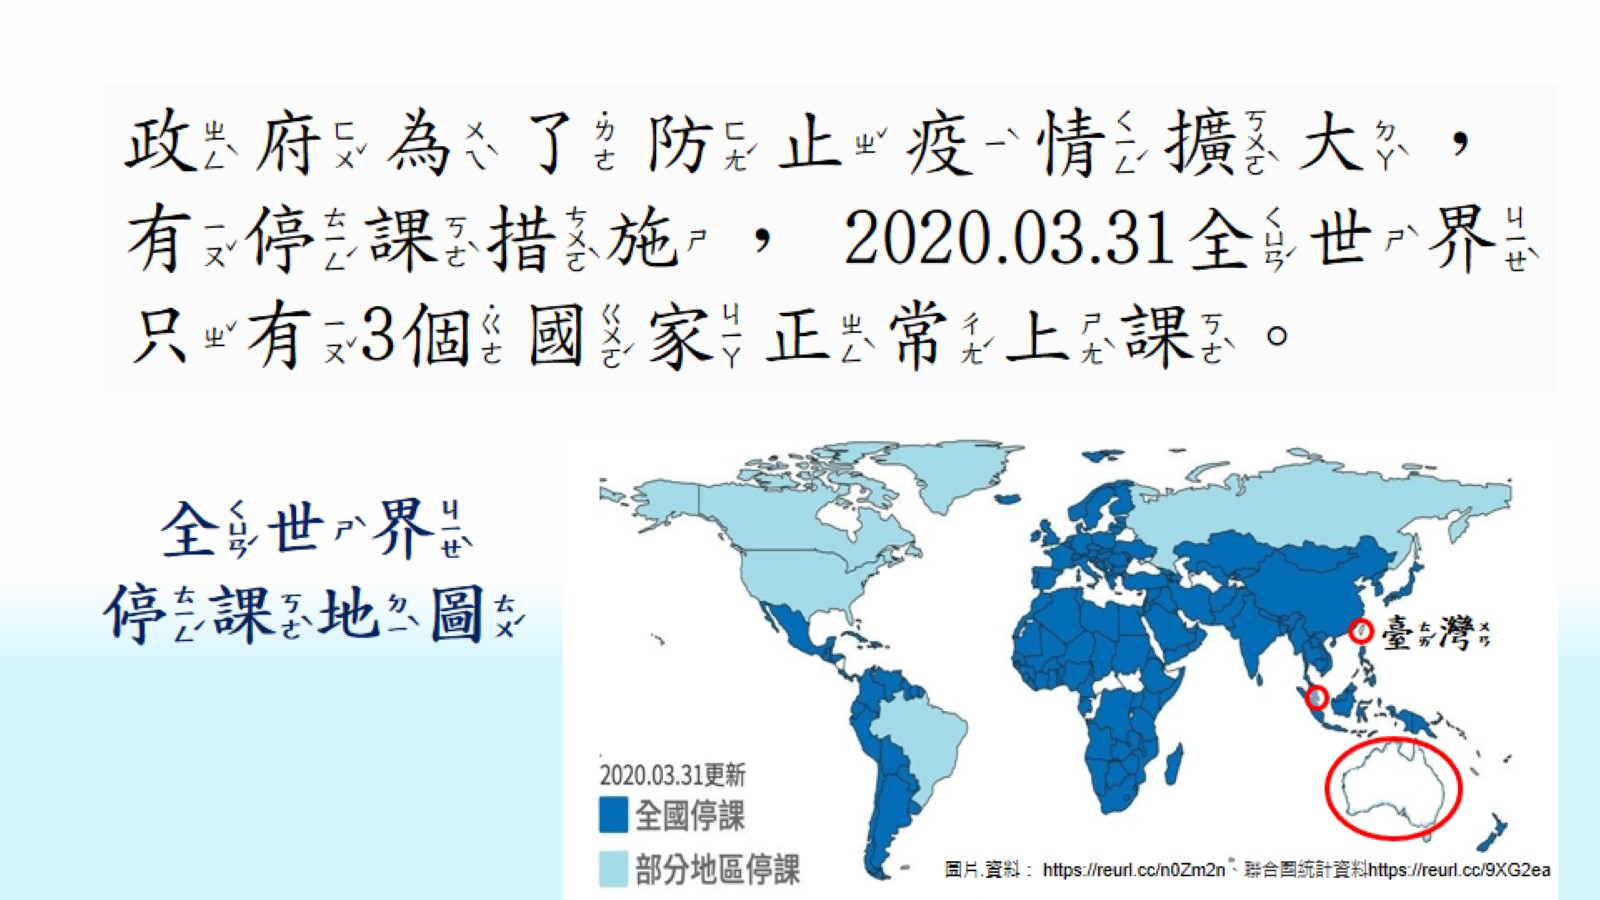 政府為了防止疫情擴大，
有停課措施， 2020.03.31全世界
只有3個國家正常上課。
全世界
停課地圖
臺灣
2020.03.31更新
全國停課
部分地區停課
圖片.資料： https://reurl.cc/n0Zm2n、聯合國統計資料https://reurl.cc/9XG2ea